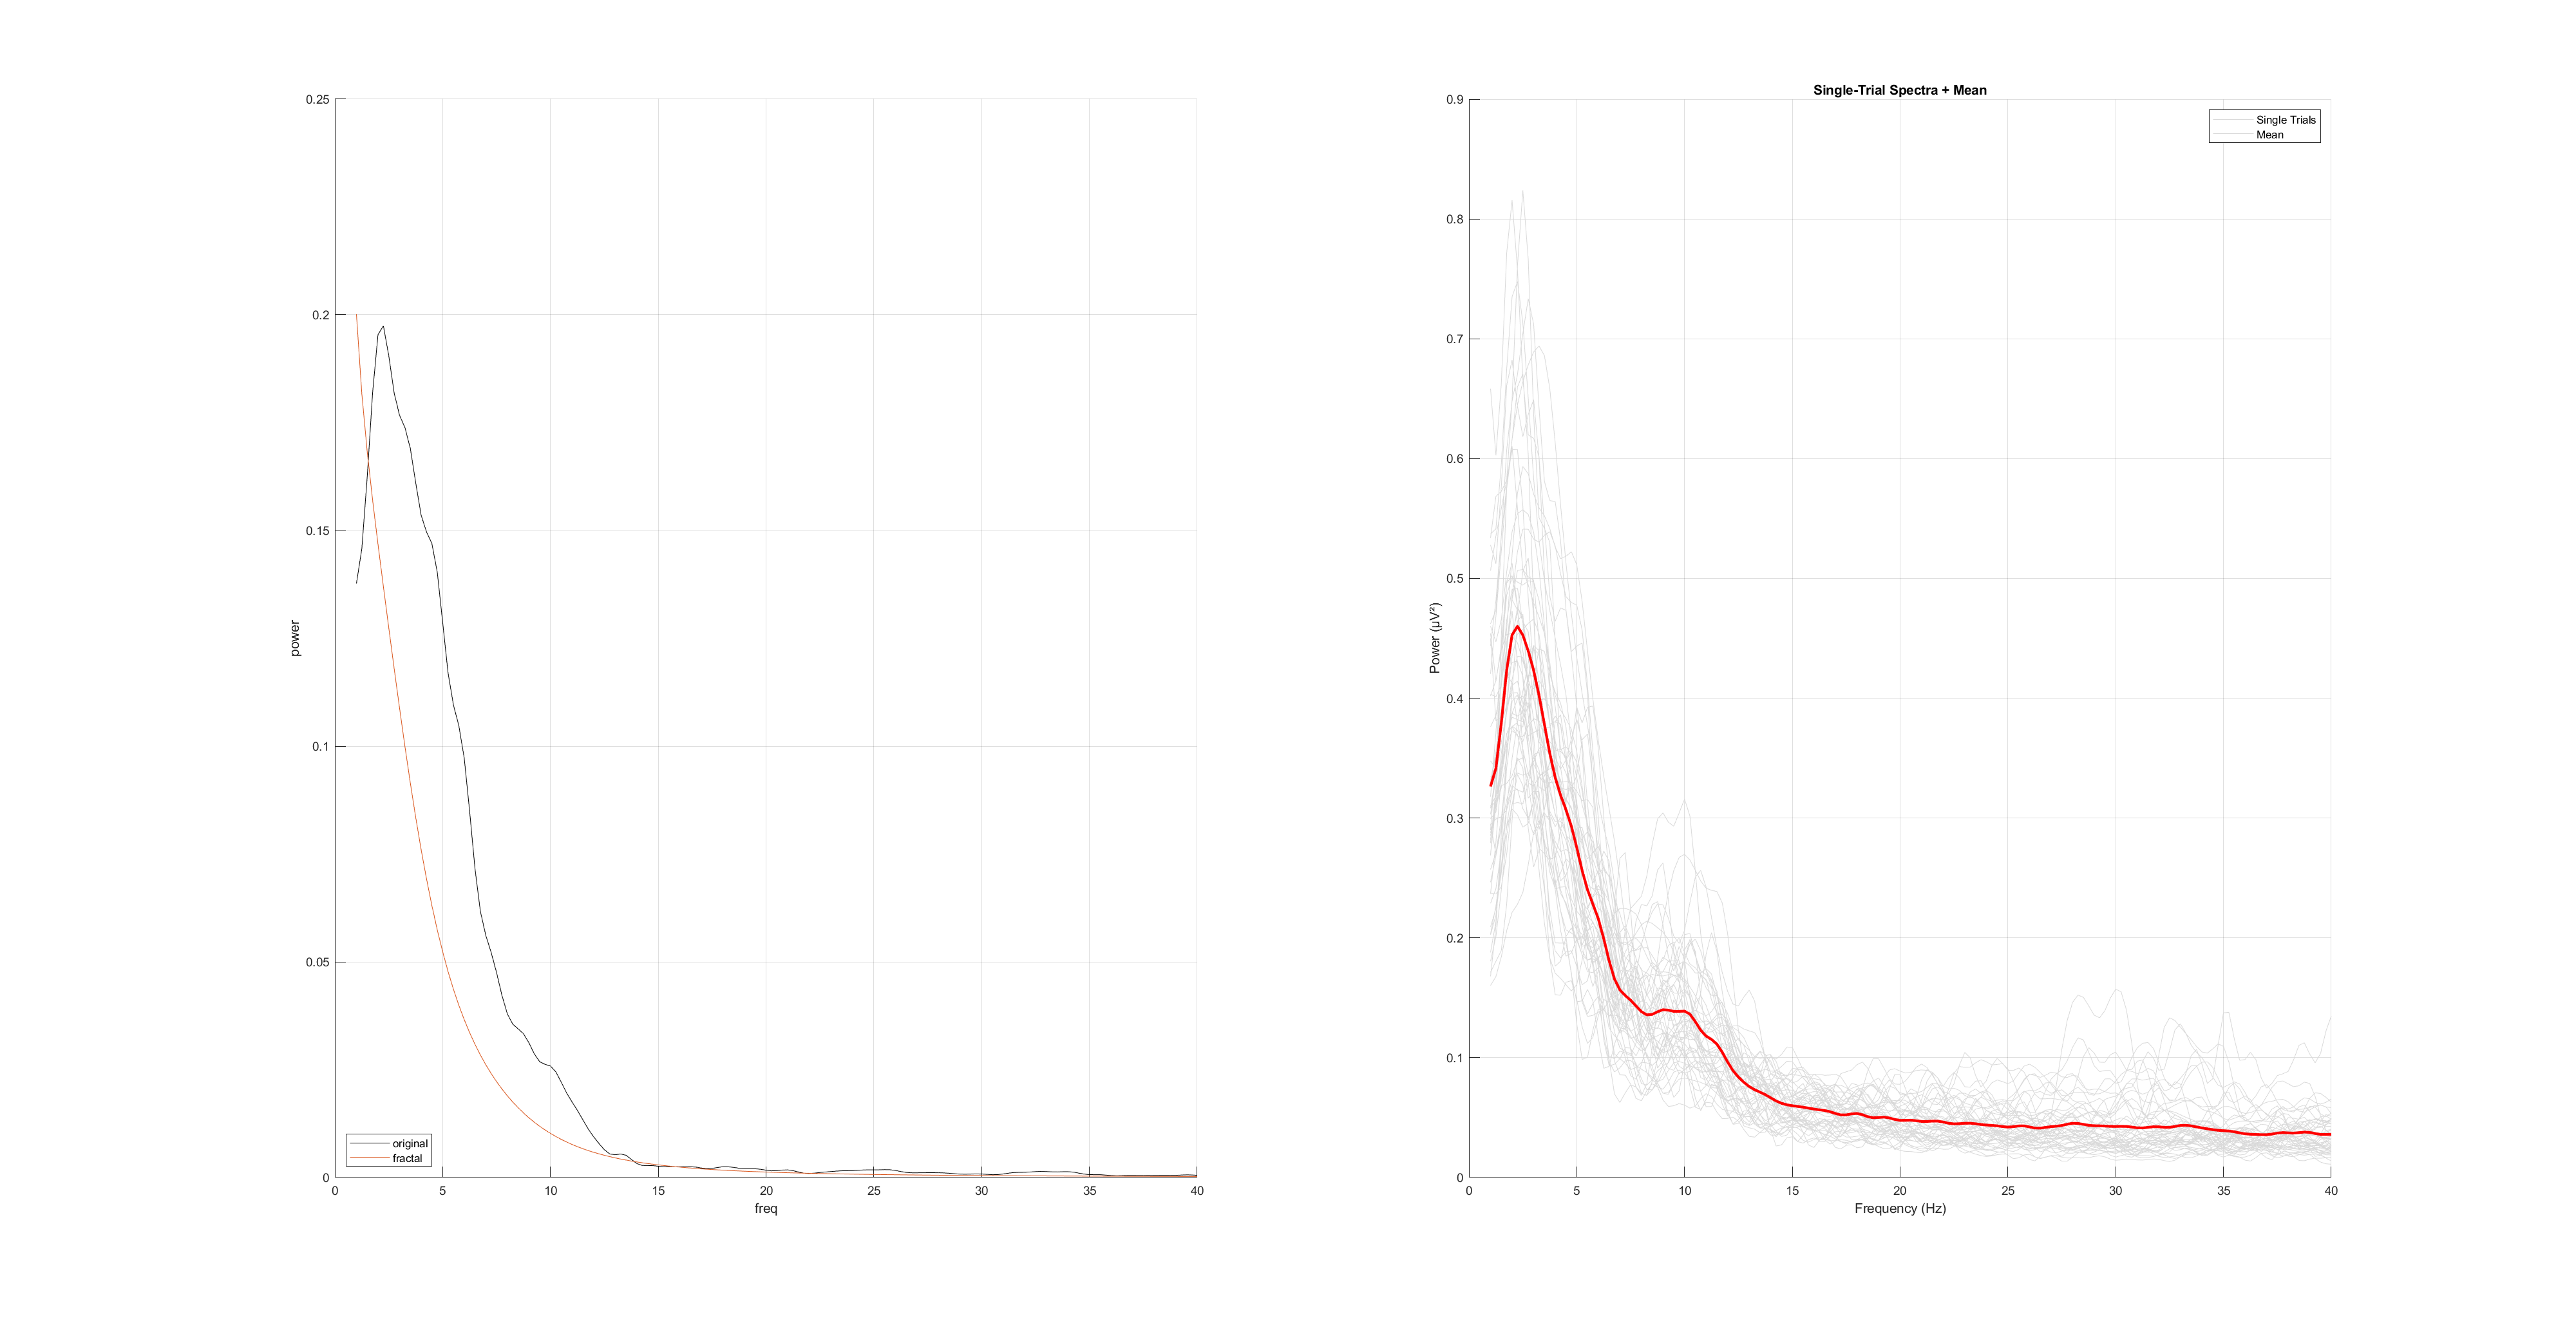 0.25
0.2
0.15
0.1
0.05
0
power
original
fractal
0 5 10 15 20 25 30 35 40
freq
Single-Trial Spectra + Mean
0.9
0.8
0.7
0.6
0.5
0.4
0.3
0.2
0.1
0
Power (μV²)
Single Trials
Mean
0 5 10 15 20 25 30 35 40
Frequency (Hz)